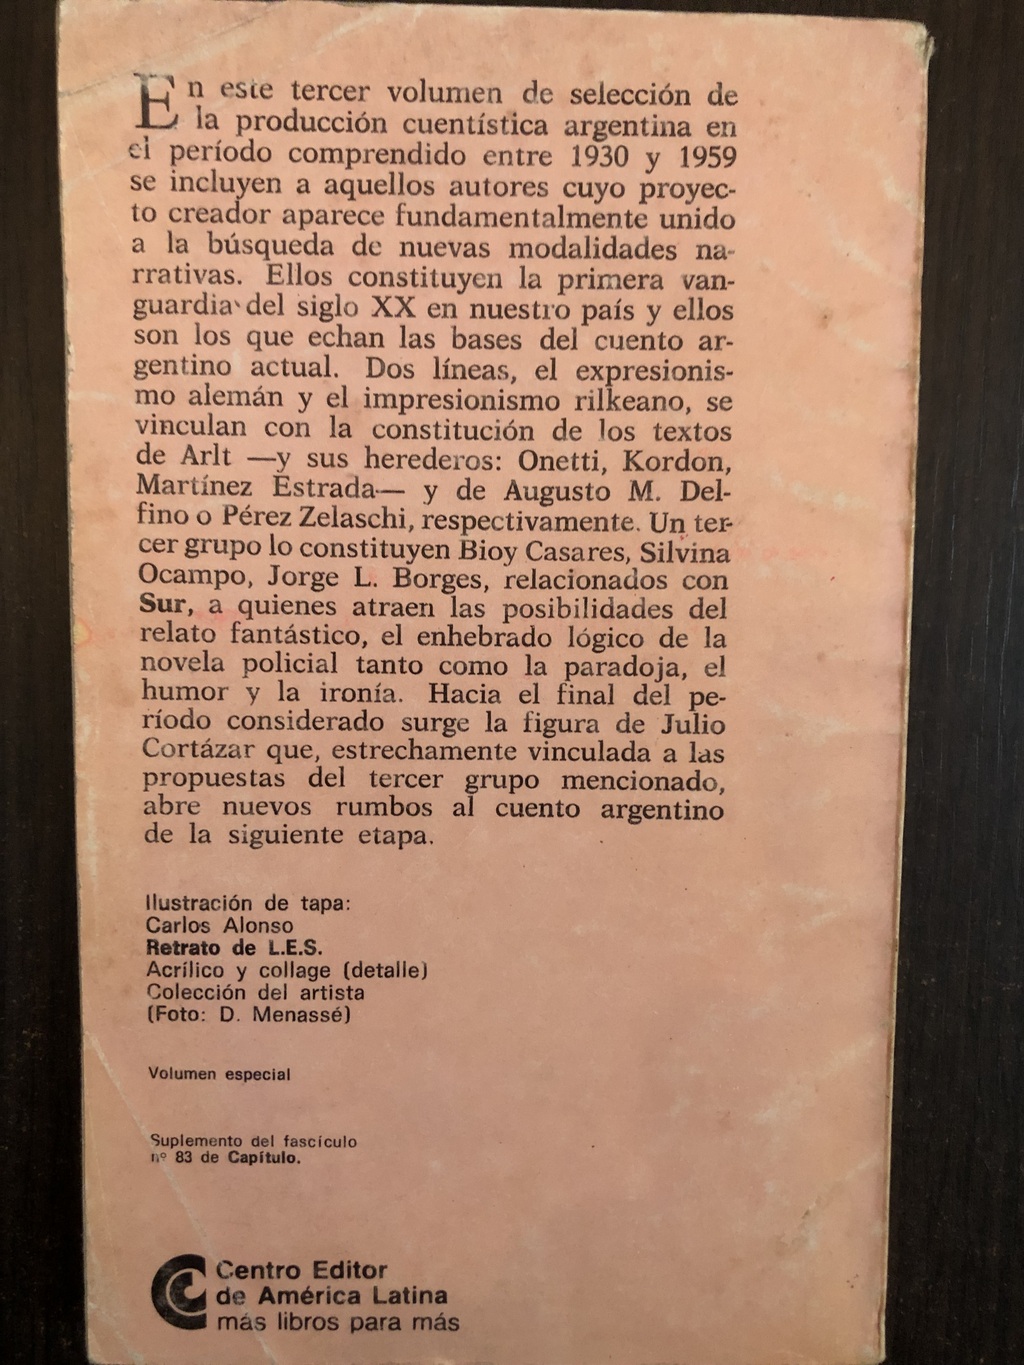 En este tercer volumen de selección de
la producción cuentística argentina en
el período comprendido entre 1930 y 1959
se incluyen a aquellos autores cuyo proyec-
to creador aparece fundamentalmente unido
a la búsqueda de nuevas modalidades na-
rrativas. Ellos constituyen la primera van-
guardia del siglo XX en nuestro país y ellos
son los que echan las bases del cuento ar-
gentino actual. Dos líneas, el expresionis-
mo alemán y el impresionismo rilkeano, se
vinculan con la constitución de los textos
de Arlt —y sus herederos: Onetti, Kordon,
Martínez Estrada— y de Augusto M. Del-
fino o Pérez Zelaschi, respectivamente. Un ter-
cer grupo lo constituyen Bioy Casares, Silvina
Ocampo, Jorge L. Borges, relacionados con
Sur, a quienes atraen las posibilidades del
relato fantástico, el enhebrado lógico de la
novela policial tanto como la paradoja, el
humor y la ironía. Hacia el final del pe-
ríodo considerado surge la figura de Julio
Cortázar que, estrechamente vinculada a las
propuestas del tercer grupo mencionado,
abre nuevos rumbos al cuento argentino
de la siguiente etapa.
Ilustración de tapa:
Carlos Alonso
Retrato de L.E.S.
Acrílico y collage (detalle)
Colección del artista
(Foto: D. Menassé)
Volumen especial
Suplemento del fascículo
nº 83 de Capítulo.
Centro Editor
de América Latina
más libros para más